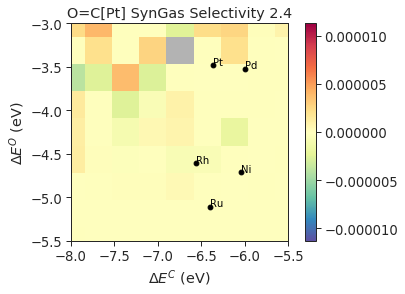 O=C[Pt] SynGas Selectivity 2.4
−3.0
−3.5
−4.0
−4.5
−5.0
−5.5
ΔE^O (eV)
Pt
Pd
Rh
Ni
Ru
−8.0 −7.5 −7.0 −6.5 −6.0 −5.5
ΔE^C (eV)
0.000010
0.000005
0.000000
−0.000005
−0.000010